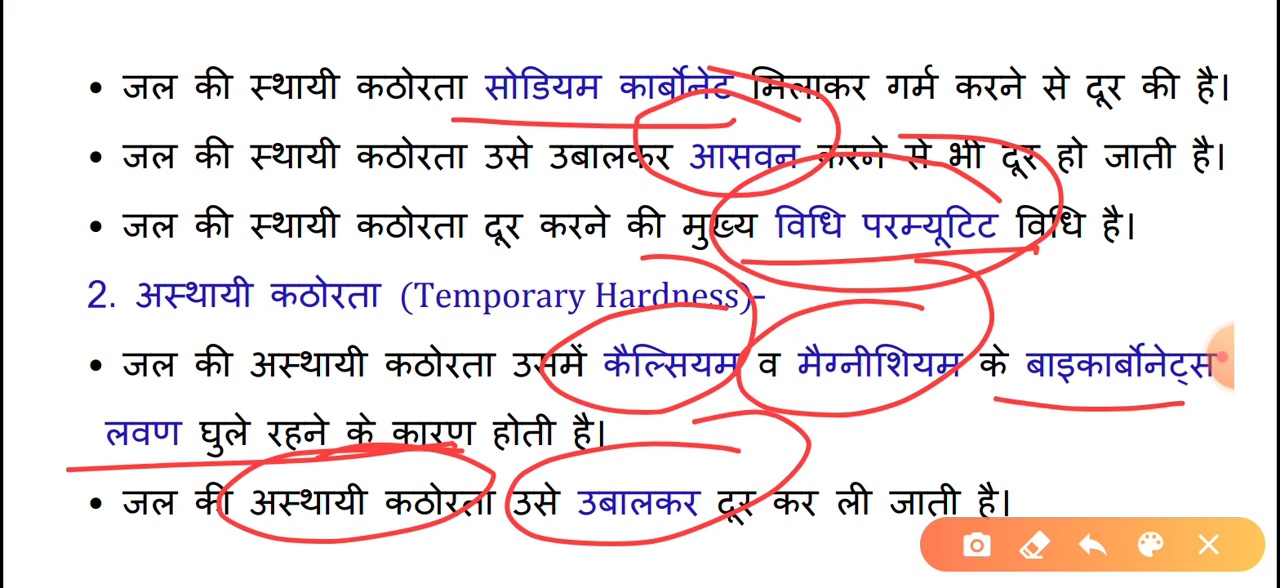 • जल की स्थायी कठोरता सोडियम कार्बोनेट मिलाकर गर्म करने से दूर की है।
• जल की स्थायी कठोरता उसे उबालकर आसवन करने से भी दूर हो जाती है।
• जल की स्थायी कठोरता दूर करने की मुख्य विधि परम्यूटिट विधि है।
2. अस्थायी कठोरता (Temporary Hardness)-
• जल की अस्थायी कठोरता उसमें कैल्सियम व मैग्नीशियम के बाइकार्बोनेट्स
लवण घुले रहने के कारण होती है।
• जल की अस्थायी कठोरता उसे उबालकर दूर कर ली जाती है।